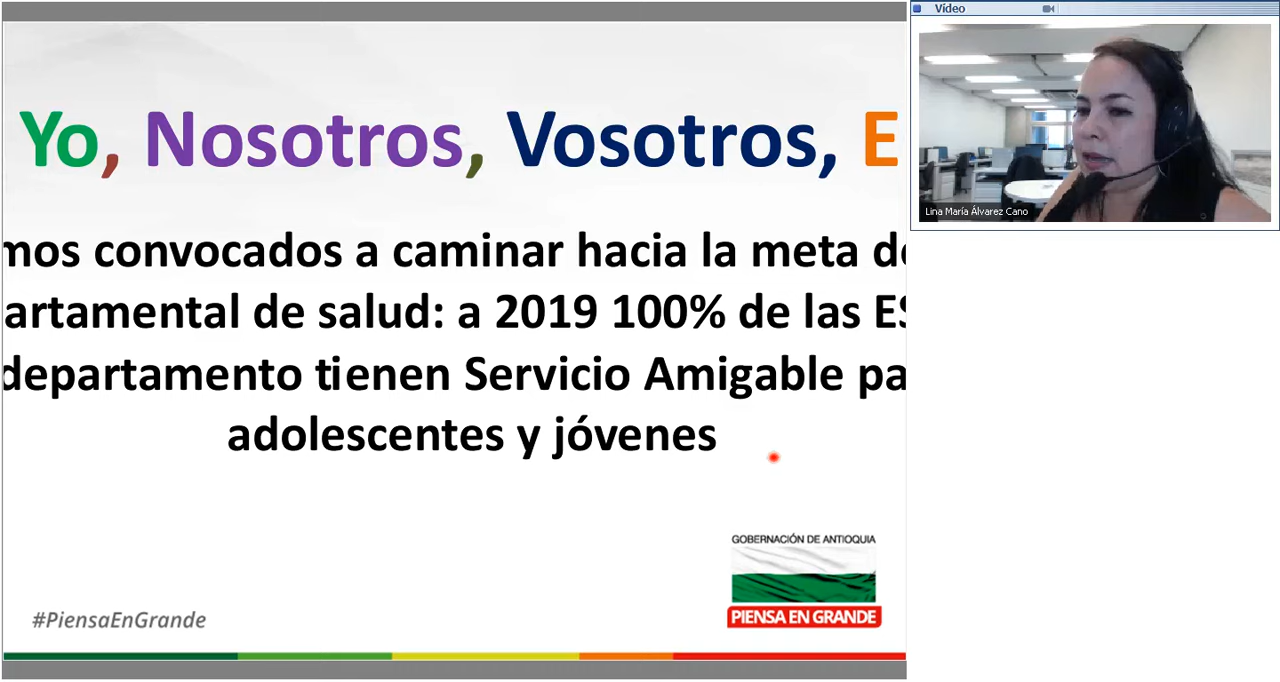 Yo, Nosotros, Vosotros, E
mos convocados a caminar hacia la meta de
artamental de salud: a 2019 100% de las ES
departamento tienen Servicio Amigable pa
adolescentes y jóvenes
GOBERNACIÓN DE ANTIOQUIA
PIENSA EN GRANDE
#PiensaEnGrande
Vídeo
Lina María Álvarez Cano